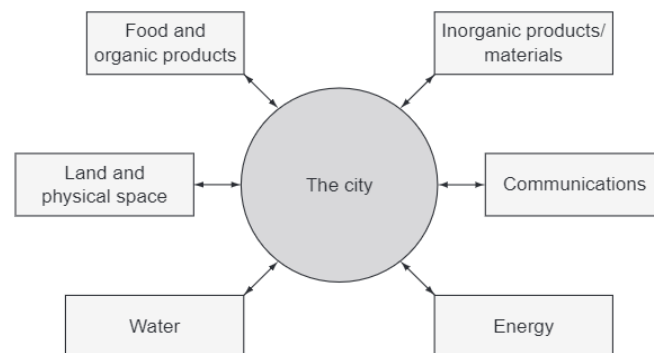 Food and
organic products
Inorganic products/
materials
Land and
physical space
The city
Communications
Water
Energy